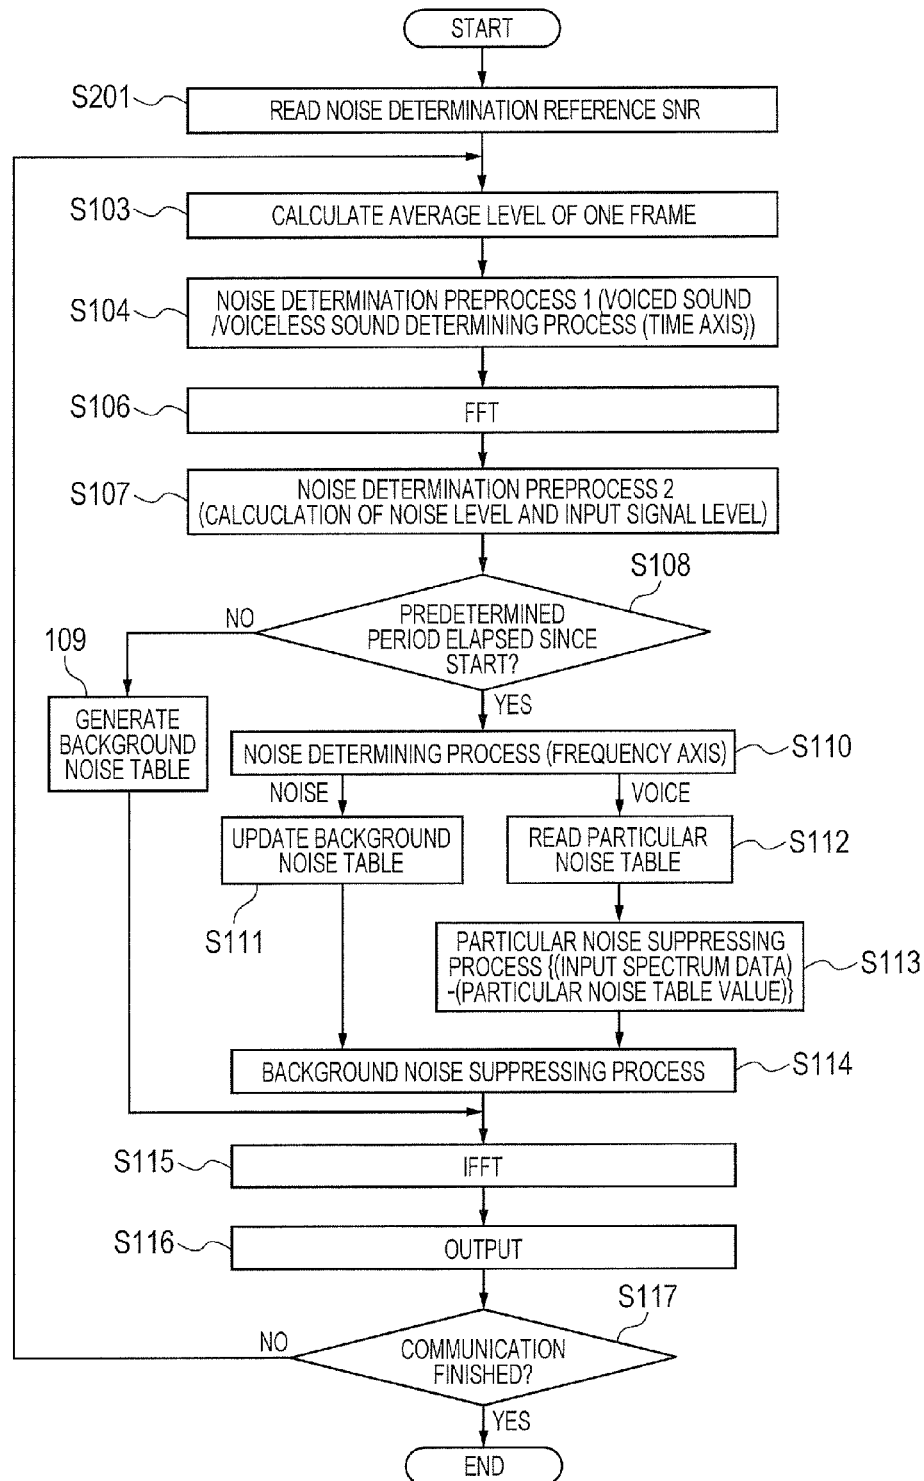 START
S201
READ NOISE DETERMINATION REFERENCE SNR
S103
CALCULATE AVERAGE LEVEL OF ONE FRAME
S104
NOISE DETERMINATION PREPROCESS 1 (VOICED SOUND
/VOICELESS SOUND DETERMINING PROCESS (TIME AXIS))
S106
FFT
S107
NOISE DETERMINATION PREPROCESS 2
(CALCUCLATION OF NOISE LEVEL AND INPUT SIGNAL LEVEL)
S108
PREDETERMINED
PERIOD ELAPSED SINCE
START?
NO
YES
109
GENERATE
BACKGROUND
NOISE TABLE
NOISE DETERMINING PROCESS (FREQUENCY AXIS)
S110
NOISE
VOICE
UPDATE BACKGROUND
NOISE TABLE
S111
READ PARTICULAR
NOISE TABLE
S112
PARTICULAR NOISE SUPPRESSING
PROCESS {(INPUT SPECTRUM DATA)
-(PARTICULAR NOISE TABLE VALUE)}
S113
BACKGROUND NOISE SUPPRESSING PROCESS
S114
S115
IFFT
S116
OUTPUT
S117
COMMUNICATION
FINISHED?
NO
YES
END